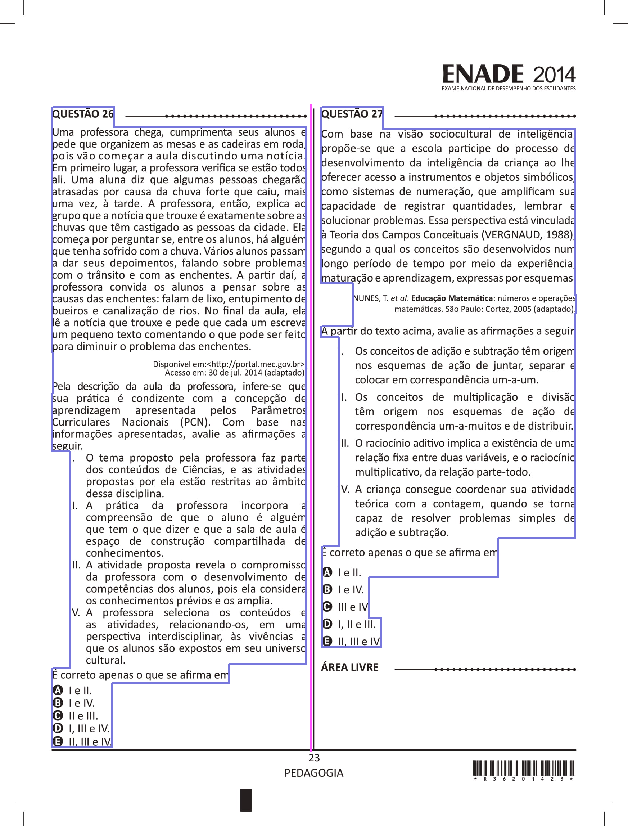 ENADE 2014
EXAME NACIONAL DE DESEMPENHO DOS ESTUDANTES
QUESTÃO 26
Uma professora chega, cumprimenta seus alunos e
pede que organizem as mesas e as cadeiras em roda,
pois vão começar a aula discutindo uma notícia.
Em primeiro lugar, a professora verifica se estão todos
ali. Uma aluna diz que algumas pessoas chegarão
atrasadas por causa da chuva forte que caiu, mais
uma vez, à tarde. A professora, então, explica ao
grupo que a notícia que trouxe é exatamente sobre as
chuvas que têm castigado as pessoas da cidade. Ela
começa por perguntar se, entre os alunos, há alguém
que tenha sofrido com a chuva. Vários alunos passam
a dar seus depoimentos, falando sobre problemas
com o trânsito e com as enchentes. A partir daí, a
professora convida os alunos a pensar sobre as
causas das enchentes: falam de lixo, entupimento de
bueiros e canalização de rios. No final da aula, ela
lê a notícia que trouxe e pede que cada um escreva
um pequeno texto comentando o que pode ser feito
para diminuir o problema das enchentes.
Disponível em:<http://portal.mec.gov.br>.
Acesso em: 30 de jul. 2014 (adaptado).
Pela descrição da aula da professora, infere-se que
sua prática é condizente com a concepção de
aprendizagem apresentada pelos Parâmetros
Curriculares Nacionais (PCN). Com base nas
informações apresentadas, avalie as afirmações a
seguir.
I. O tema proposto pela professora faz parte
dos conteúdos de Ciências, e as atividades
propostas por ela estão restritas ao âmbito
dessa disciplina.
II. A prática da professora incorpora a
compreensão de que o aluno é alguém
que tem o que dizer e que a sala de aula é
espaço de construção compartilhada de
conhecimentos.
III. A atividade proposta revela o compromisso
da professora com o desenvolvimento de
competências dos alunos, pois ela considera
os conhecimentos prévios e os amplia.
IV. A professora seleciona os conteúdos e
as atividades, relacionando-os, em uma
perspectiva interdisciplinar, às vivências a
que os alunos são expostos em seu universo
cultural.
É correto apenas o que se afirma em
A I e II.
B I e IV.
C II e III.
D I, III e IV.
E II, III e IV.
QUESTÃO 27
Com base na visão sociocultural de inteligência,
propõe-se que a escola participe do processo de
desenvolvimento da inteligência da criança ao lhe
oferecer acesso a instrumentos e objetos simbólicos,
como sistemas de numeração, que amplificam sua
capacidade de registrar quantidades, lembrar e
solucionar problemas. Essa perspectiva está vinculada
à Teoria dos Campos Conceituais (VERGNAUD, 1988),
segundo a qual os conceitos são desenvolvidos num
longo período de tempo por meio da experiência,
maturação e aprendizagem, expressas por esquemas.
NUNES, T. et al. Educação Matemática: números e operações
matemáticas. São Paulo: Cortez, 2005 (adaptado).
A partir do texto acima, avalie as afirmações a seguir.
I. Os conceitos de adição e subtração têm origem
nos esquemas de ação de juntar, separar e
colocar em correspondência um-a-um.
II. Os conceitos de multiplicação e divisão
têm origem nos esquemas de ação de
correspondência um-a-muitos e de distribuir.
III. O raciocínio aditivo implica a existência de uma
relação fixa entre duas variáveis, e o raciocínio
multiplicativo, da relação parte-todo.
IV. A criança consegue coordenar sua atividade
teórica com a contagem, quando se torna
capaz de resolver problemas simples de
adição e subtração.
É correto apenas o que se afirma em
A I e II.
B I e IV.
C III e IV.
D I, II e III.
E II, III e IV.
ÁREA LIVRE
23
PEDAGOGIA
*R36201423*